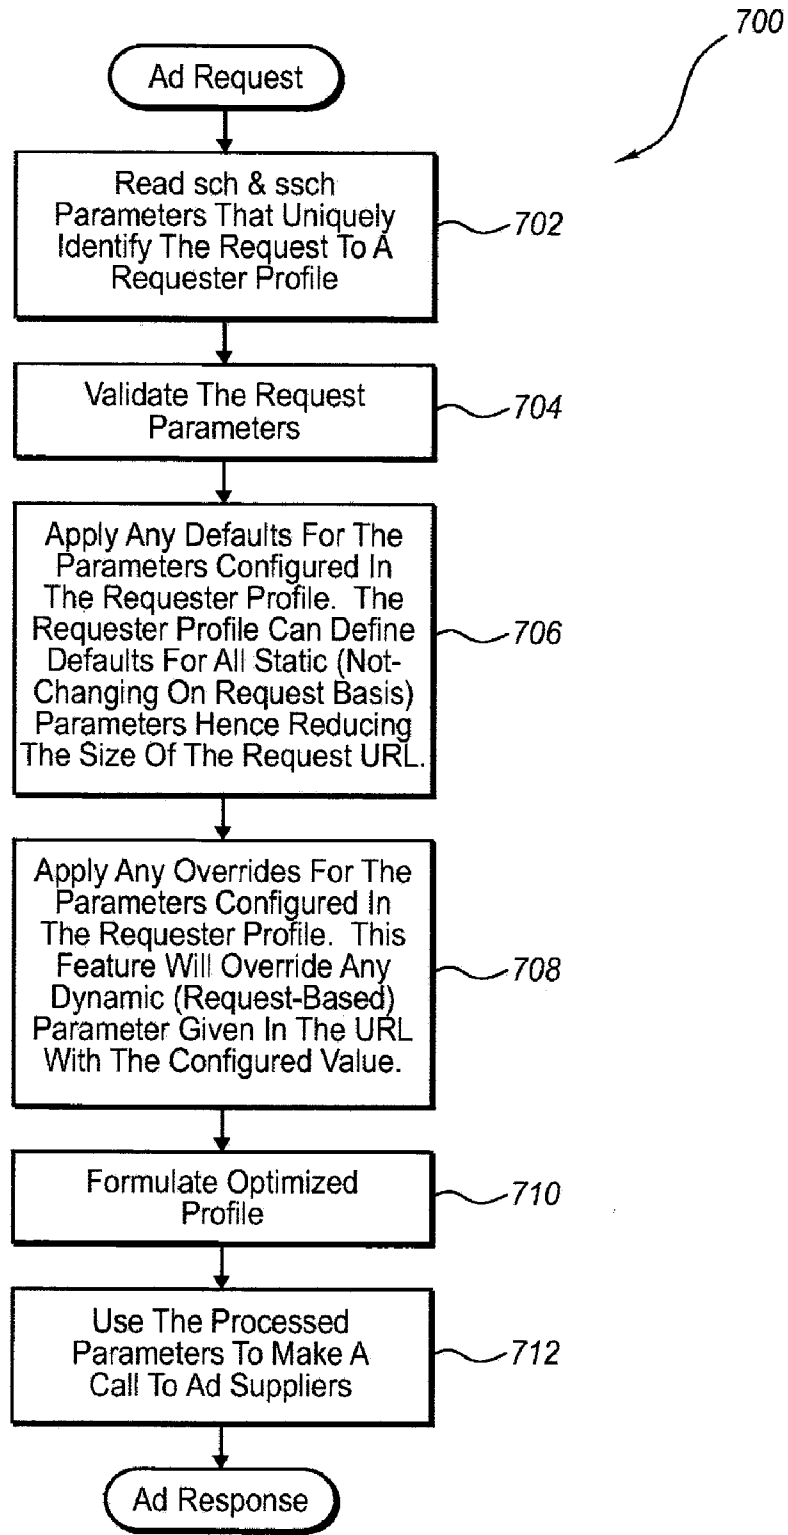 700
Ad Request
Read sch & ssch
Parameters That Uniquely
Identify The Request To A
Requester Profile
702
Validate The Request
Parameters
704
Apply Any Defaults For The
Parameters Configured In
The Requester Profile. The
Requester Profile Can Define
Defaults For All Static (Not-
Changing On Request Basis)
Parameters Hence Reducing
The Size Of The Request URL.
706
Apply Any Overrides For The
Parameters Configured In
The Requester Profile. This
Feature Will Override Any
Dynamic (Request-Based)
Parameter Given In The URL
With The Configured Value.
708
Formulate Optimized
Profile
710
Use The Processed
Parameters To Make A
Call To Ad Suppliers
712
Ad Response